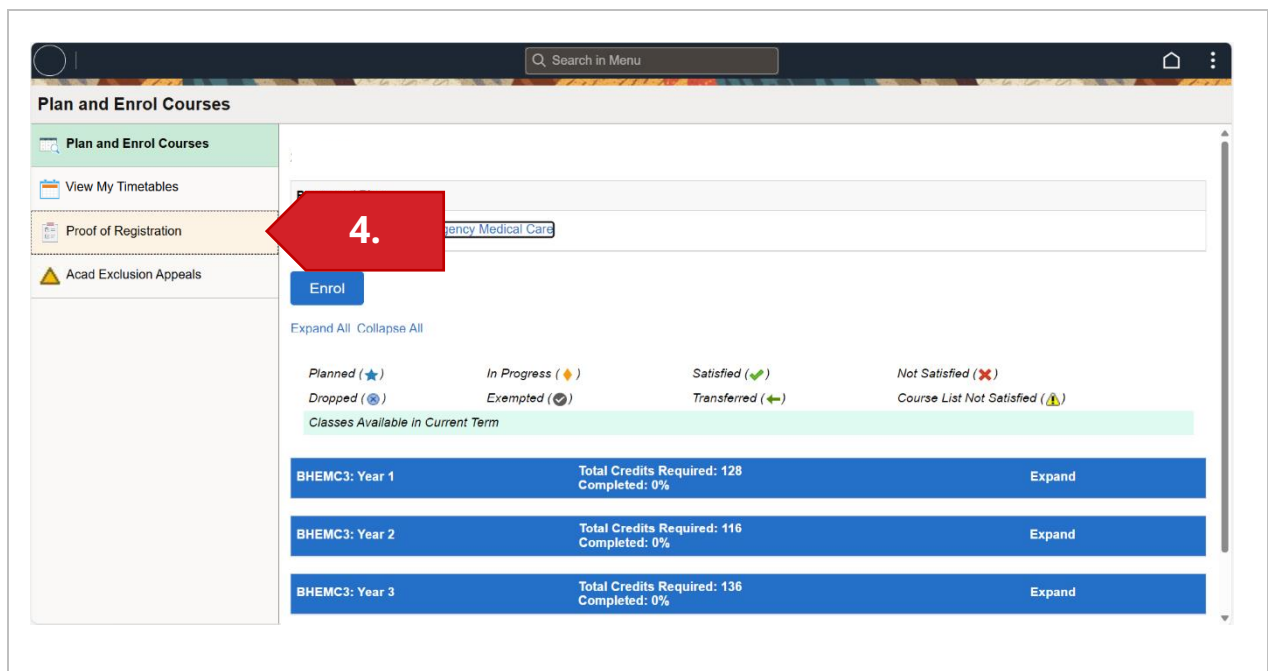 Search in Menu
Plan and Enrol Courses
Plan and Enrol Courses
View My Timetables
Proof of Registration
4.
Medical Care
Acad Exclusion Appeals
Enrol
Expand All Collapse All
Planned ( ) In Progress ( ) Satisfied ( ) Not Satisfied ( )
Dropped ( ) Exempted ( ) Transferred ( ) Course List Not Satisfied ( )
Classes Available in Current Term
BHEMC3: Year 1 Total Credits Required: 128 Expand
Completed: 0%
BHEMC3: Year 2 Total Credits Required: 116 Expand
Completed: 0%
BHEMC3: Year 3 Total Credits Required: 136 Expand
Completed: 0%